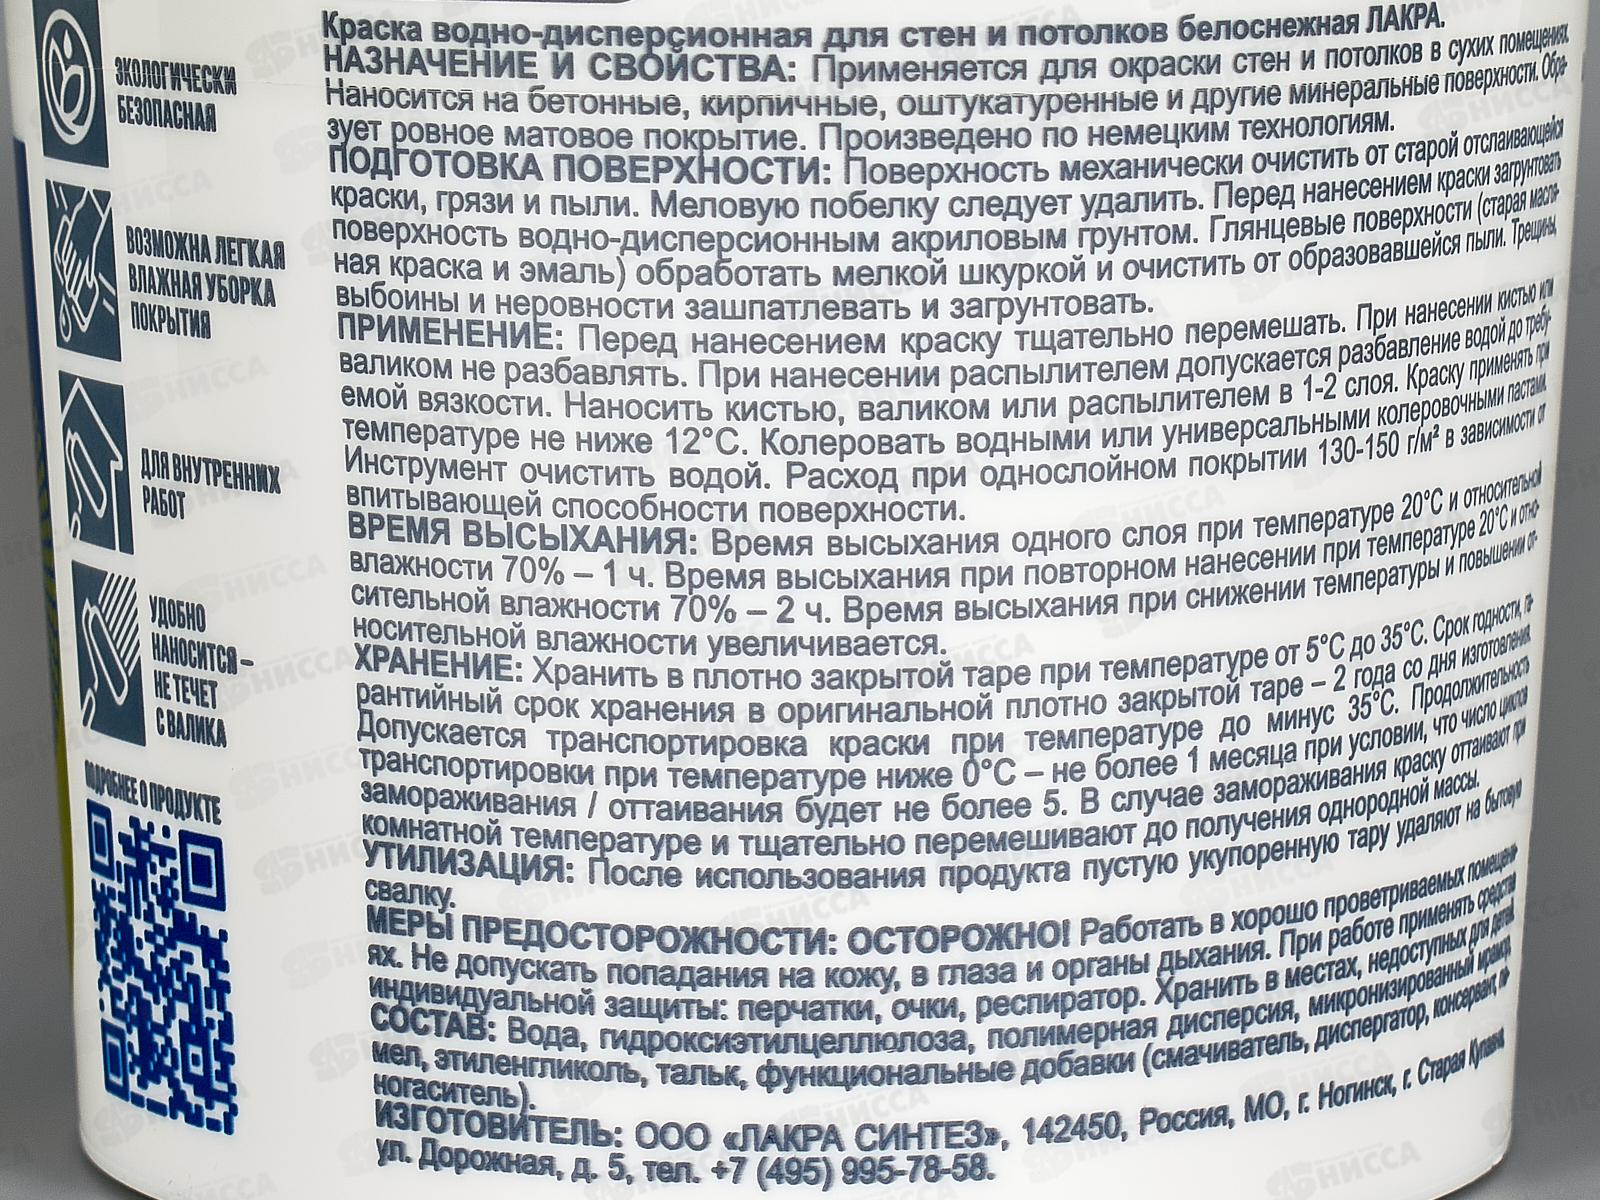 ЭКОЛОГИЧЕСКИ
БЕЗОПАСНАЯ
ВОЗМОЖНА ЛЕГКАЯ
ВЛАЖНАЯ УБОРКА
ПОКРЫТИЯ
ДЛЯ ВНУТРЕННИХ
РАБОТ
УДОБНО
НАНОСИТСЯ –
НЕ ТЕЧЕТ
С ВАЛИКА
ПОДРОБНЕЕ О ПРОДУКТЕ
Краска водно-дисперсионная для стен и потолков белоснежная ЛАКРА.
НАЗНАЧЕНИЕ И СВОЙСТВА: Применяется для окраски стен и потолков в сухих помещениях.
Наносится на бетонные, кирпичные, оштукатуренные и другие минеральные поверхности. Обра-
зует ровное матовое покрытие. Произведено по немецким технологиям.
ПОДГОТОВКА ПОВЕРХНОСТИ: Поверхность механически очистить от старой отслаивающейся
краски, грязи и пыли. Меловую побелку следует удалить. Перед нанесением краски загрунтовать
поверхность водно-дисперсионным акриловым грунтом. Глянцевые поверхности (старая масля-
ная краска и эмаль) обработать мелкой шкуркой и очистить от образовавшейся пыли. Трещины,
выбоины и неровности зашпатлевать и загрунтовать.
ПРИМЕНЕНИЕ: Перед нанесением краску тщательно перемешать. При нанесении кистью или
валиком не разбавлять. При нанесении распылителем допускается разбавление водой до требу-
емой вязкости. Наносить кистью, валиком или распылителем в 1-2 слоя. Краску применять при
температуре не ниже 12°С. Колеровать водными или универсальными колеровочными пастами.
Инструмент очистить водой. Расход при однослойном покрытии 130-150 г/м² в зависимости от
впитывающей способности поверхности.
ВРЕМЯ ВЫСЫХАНИЯ: Время высыхания одного слоя при температуре 20°С и относительной
влажности 70% – 1 ч. Время высыхания при повторном нанесении при температуре 20°С и отно-
сительной влажности 70% – 2 ч. Время высыхания при снижении температуры и повышении от-
носительной влажности увеличивается.
ХРАНЕНИЕ: Хранить в плотно закрытой таре при температуре от 5°С до 35°С. Срок годности, га-
рантийный срок хранения в оригинальной плотно закрытой таре – 2 года со дня изготовления.
Допускается транспортировка краски при температуре до минус 35°С. Продолжительность
транспортировки при температуре ниже 0°С – не более 1 месяца при условии, что число циклов
замораживания / оттаивания будет не более 5. В случае замораживания краску оттаивают при
комнатной температуре и тщательно перемешивают до получения однородной массы.
УТИЛИЗАЦИЯ: После использования продукта пустую укупоренную тару удаляют на бытовую
свалку.
МЕРЫ ПРЕДОСТОРОЖНОСТИ: ОСТОРОЖНО! Работать в хорошо проветриваемых помещени-
ях. Не допускать попадания на кожу, в глаза и органы дыхания. При работе применять средства
индивидуальной защиты: перчатки, очки, респиратор. Хранить в местах, недоступных для детей.
СОСТАВ: Вода, гидроксиэтилцеллюлоза, полимерная дисперсия, микронизированный мрамор,
мел, этиленгликоль, тальк, функциональные добавки (смачиватель, диспергатор, консервант, пе-
ногаситель).
ИЗГОТОВИТЕЛЬ: ООО «ЛАКРА СИНТЕЗ», 142450, Россия, МО, г. Ногинск, г. Старая Купавна,
ул. Дорожная, д. 5, тел. +7 (495) 995-78-58.
НИССА